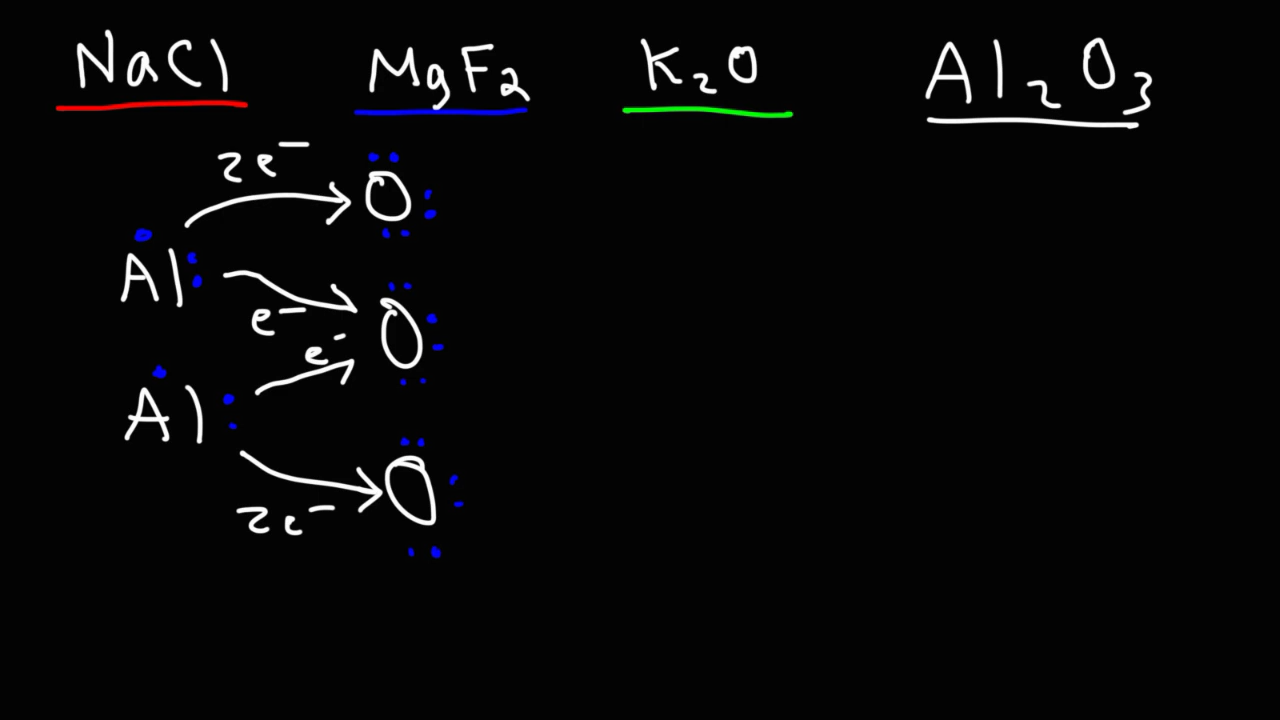 NaCl MgF₂ K₂O Al₂O₃
2e⁻
O
Al
e⁻
O
e⁻
Al
O
2e⁻